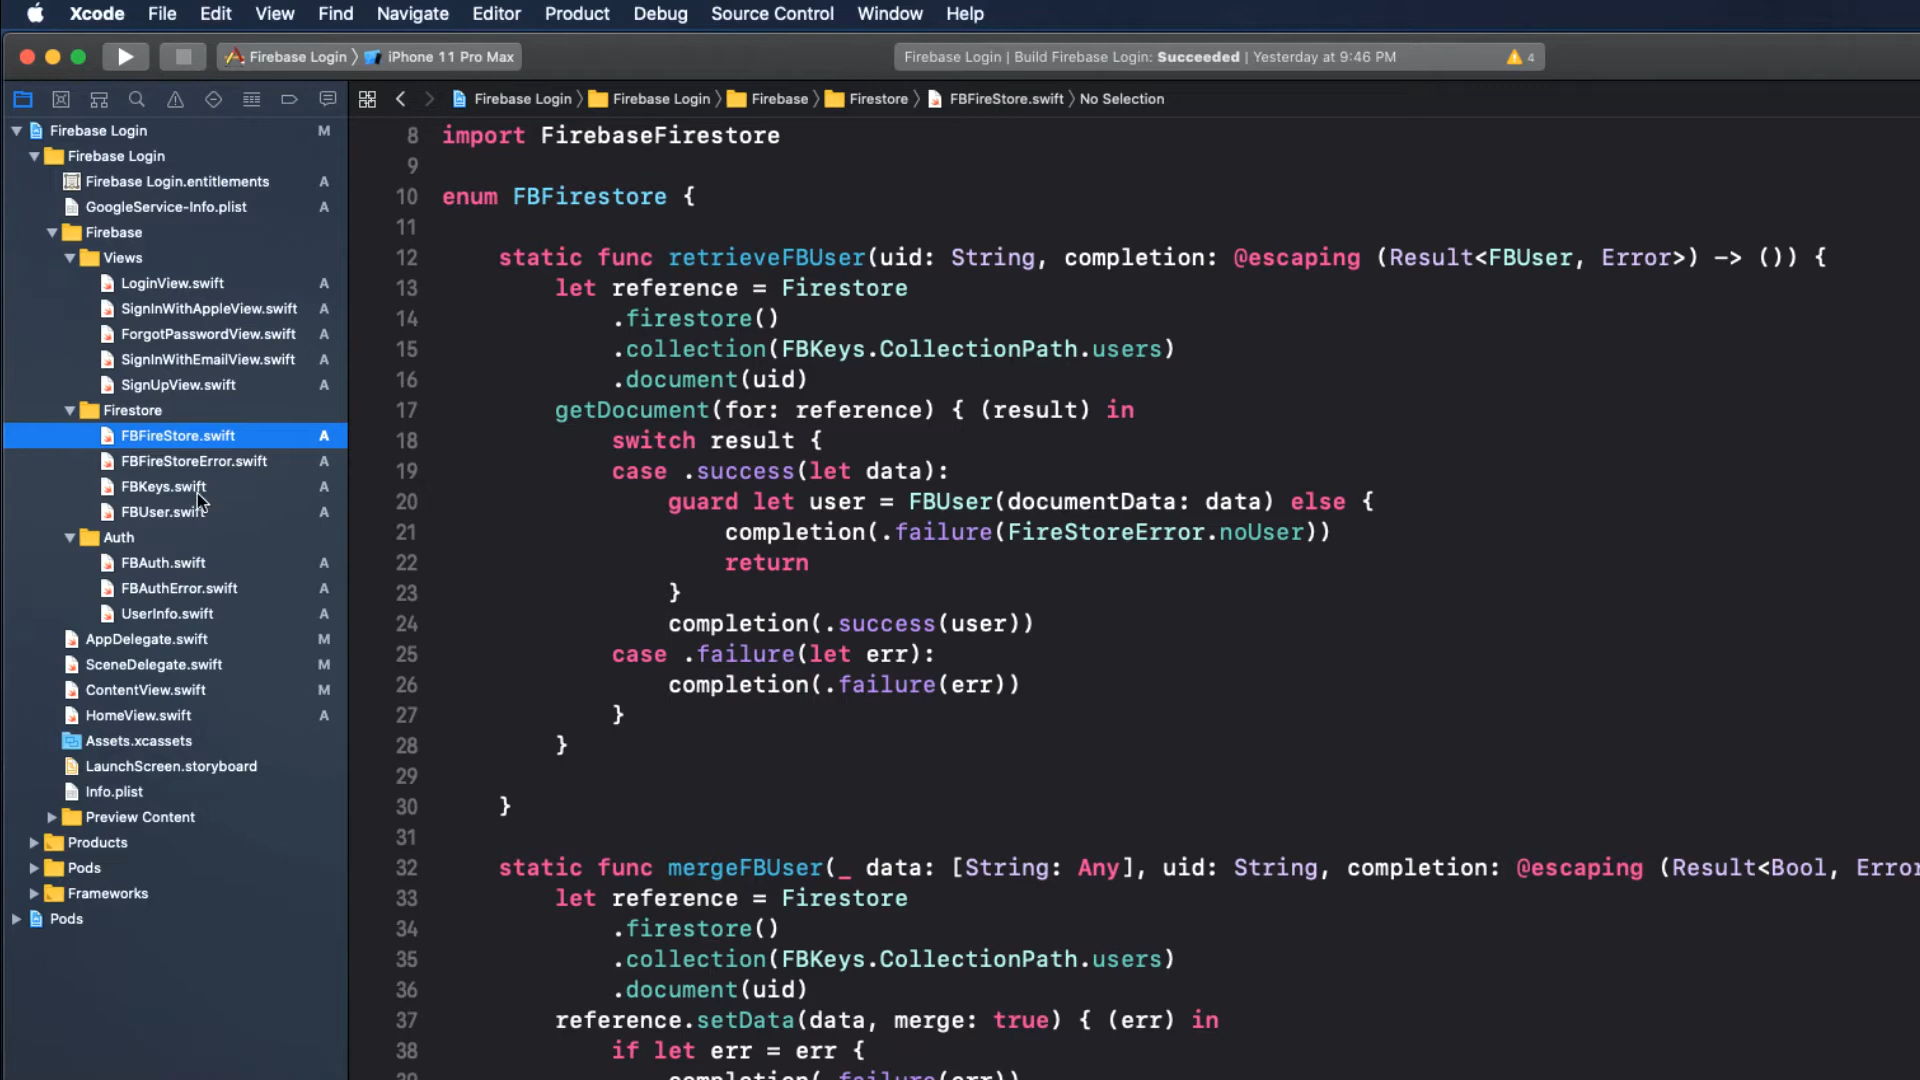 Xcode File Edit View Find Navigate Editor Product Debug Source Control Window Help
Firebase Login 〉 iPhone 11 Pro Max
Firebase Login | Build Firebase Login: Succeeded | Yesterday at 9:46 PM
4
Firebase Login 〉 Firebase Login 〉 Firebase 〉 Firestore 〉 FBFireStore.swift 〉 No Selection
Firebase Login M
Firebase Login
Firebase Login.entitlements A
GoogleService-Info.plist A
Firebase
Views
LoginView.swift A
SignInWithAppleView.swift A
ForgotPasswordView.swift A
SignInWithEmailView.swift A
SignUpView.swift A
Firestore
FBFireStore.swift A
FBFireStoreError.swift A
FBKeys.swift A
FBUser.swift A
Auth
FBAuth.swift A
FBAuthError.swift A
UserInfo.swift A
AppDelegate.swift M
SceneDelegate.swift M
ContentView.swift M
HomeView.swift A
Assets.xcassets
LaunchScreen.storyboard
Info.plist
Preview Content
Products
Pods
Frameworks
Pods
8 import FirebaseFirestore
9
10 enum FBFirestore {
11
12 static func retrieveFBUser(uid: String, completion: @escaping (Result<FBUser, Error>) -> ()) {
13 let reference = Firestore
14 .firestore()
15 .collection(FBKeys.CollectionPath.users)
16 .document(uid)
17 getDocument(for: reference) { (result) in
18 switch result {
19 case .success(let data):
20 guard let user = FBUser(documentData: data) else {
21 completion(.failure(FireStoreError.noUser))
22 return
23 }
24 completion(.success(user))
25 case .failure(let err):
26 completion(.failure(err))
27 }
28 }
29
30 }
31
32 static func mergeFBUser(_ data: [String: Any], uid: String, completion: @escaping (Result<Bool, Error
33 let reference = Firestore
34 .firestore()
35 .collection(FBKeys.CollectionPath.users)
36 .document(uid)
37 reference.setData(data, merge: true) { (err) in
38 if let err = err {
39 completion(.failure(err))